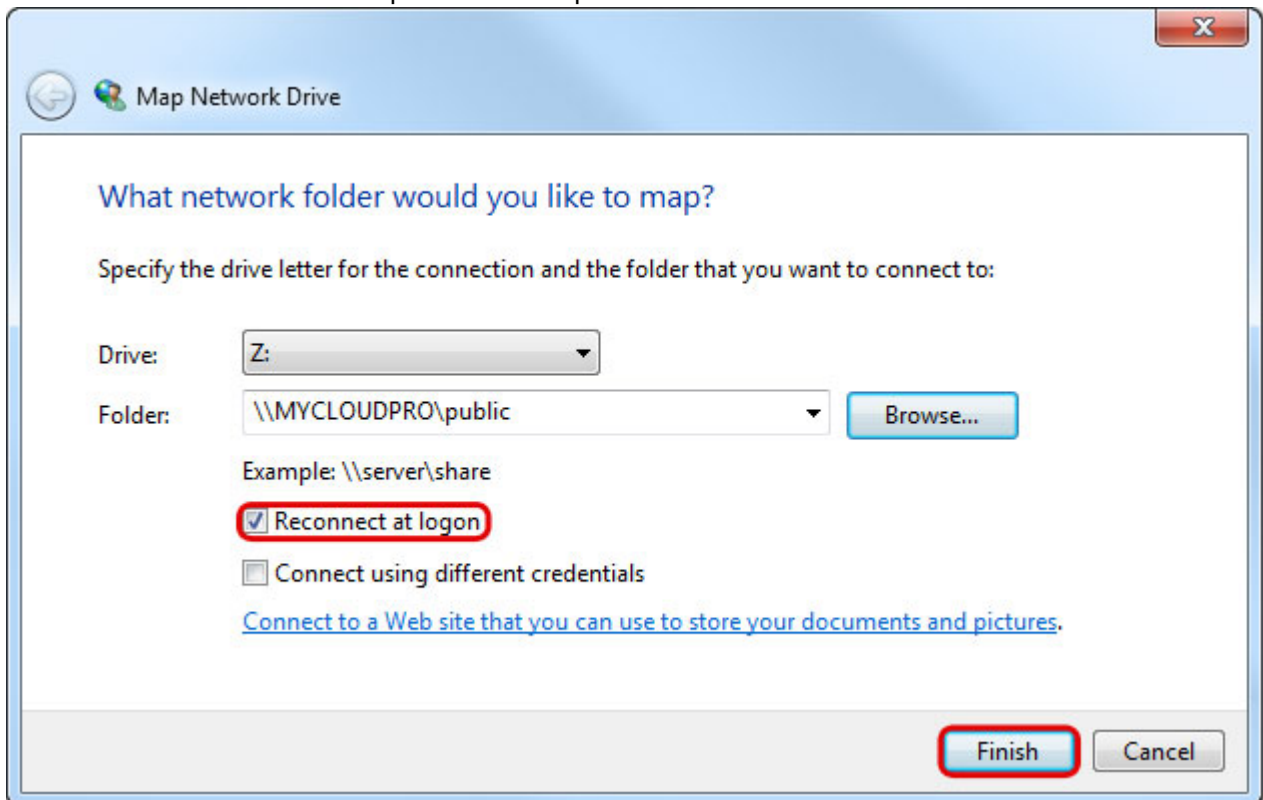 Map Network Drive
What network folder would you like to map?
Specify the drive letter for the connection and the folder that you want to connect to:
Drive: Z:
Folder: \\MYCLOUDPRO\public Browse...
Example: \\server\share
Reconnect at logon
Connect using different credentials
Connect to a Web site that you can use to store your documents and pictures.
Finish Cancel